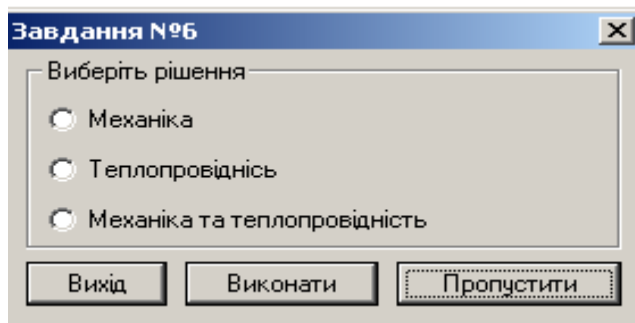 Завдання №6
Виберіть рішення
Механіка
Теплопровіднісь
Механіка та теплопровідність
Вихід Виконати Пропустити